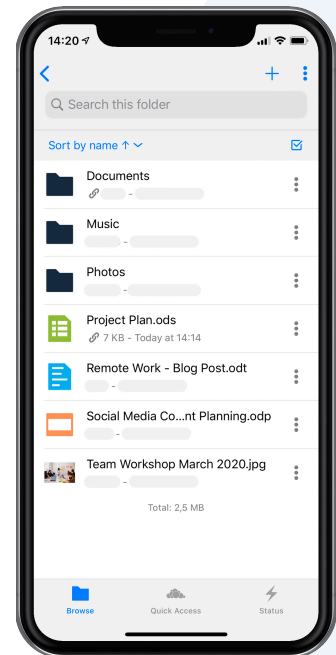 14:20
Search this folder
Sort by name ↑
Documents
-
Music
-
Photos
-
Project Plan.ods
7 KB - Today at 14:14
Remote Work - Blog Post.odt
-
Social Media Co...nt Planning.odp
-
Team Workshop March 2020.jpg
-
Total: 2,5 MB
Browse
Quick Access
Status